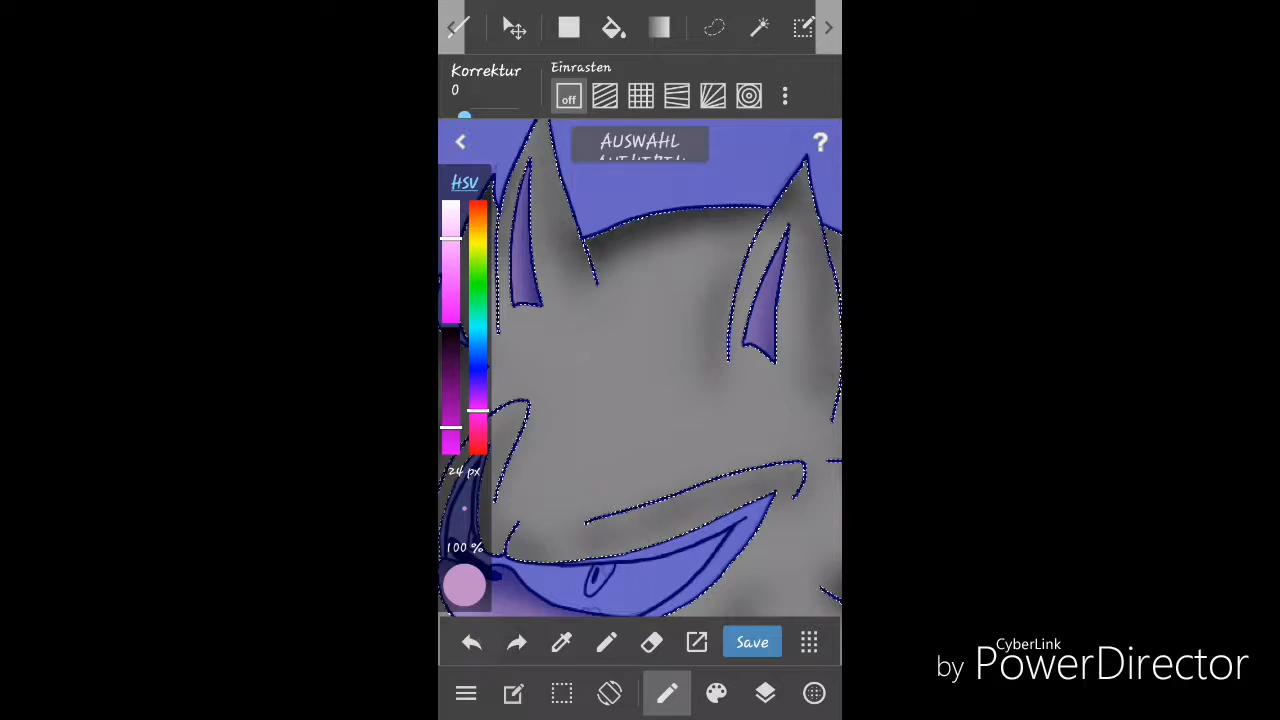 Korrektur
0
Einrasten
off
AUSWAHL
?
HSV
24 px
100 %
Save
CyberLink
by PowerDirector